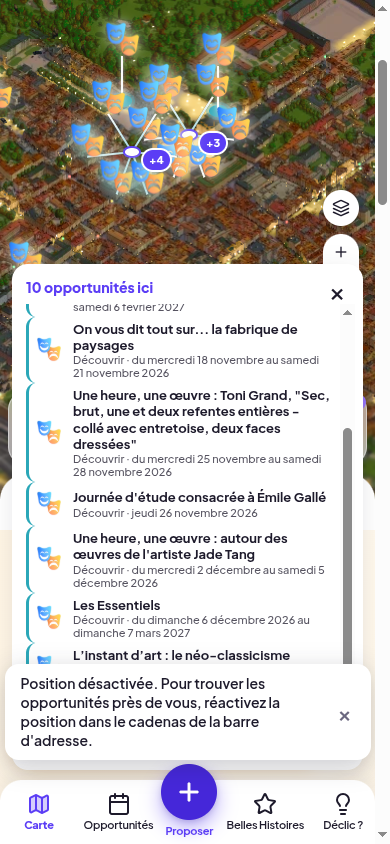 +3
+4
+
10 opportunités ici
samedi 6 février 2027
On vous dit tout sur... la fabrique de
paysages
Découvrir · du mercredi 18 novembre au samedi
21 novembre 2026
Une heure, une œuvre : Toni Grand, "Sec,
brut, une et deux refentes entières -
collé avec entretoise, deux faces
dressées"
Découvrir · du mercredi 25 novembre au samedi
28 novembre 2026
Journée d'étude consacrée à Émile Gallé
Découvrir · jeudi 26 novembre 2026
Une heure, une œuvre : autour des
œuvres de l'artiste Jade Tang
Découvrir · du mercredi 2 décembre au samedi 5
décembre 2026
Les Essentiels
Découvrir · du dimanche 6 décembre 2026 au
dimanche 7 mars 2027
L'instant d'art : le néo-classicisme
Position désactivée. Pour trouver les
opportunités près de vous, réactivez la
position dans le cadenas de la barre
d'adresse.
Carte
Opportunités
Proposer
Belles Histoires
Déclic ?